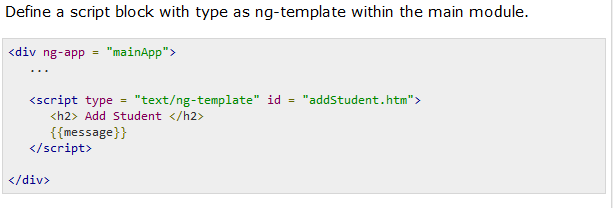 Define a script block with type as ng-template within the main module.
<div ng-app = "mainApp">
...
<script type = "text/ng-template" id = "addStudent.htm">
<h2> Add Student </h2>
{{message}}
</script>
</div>